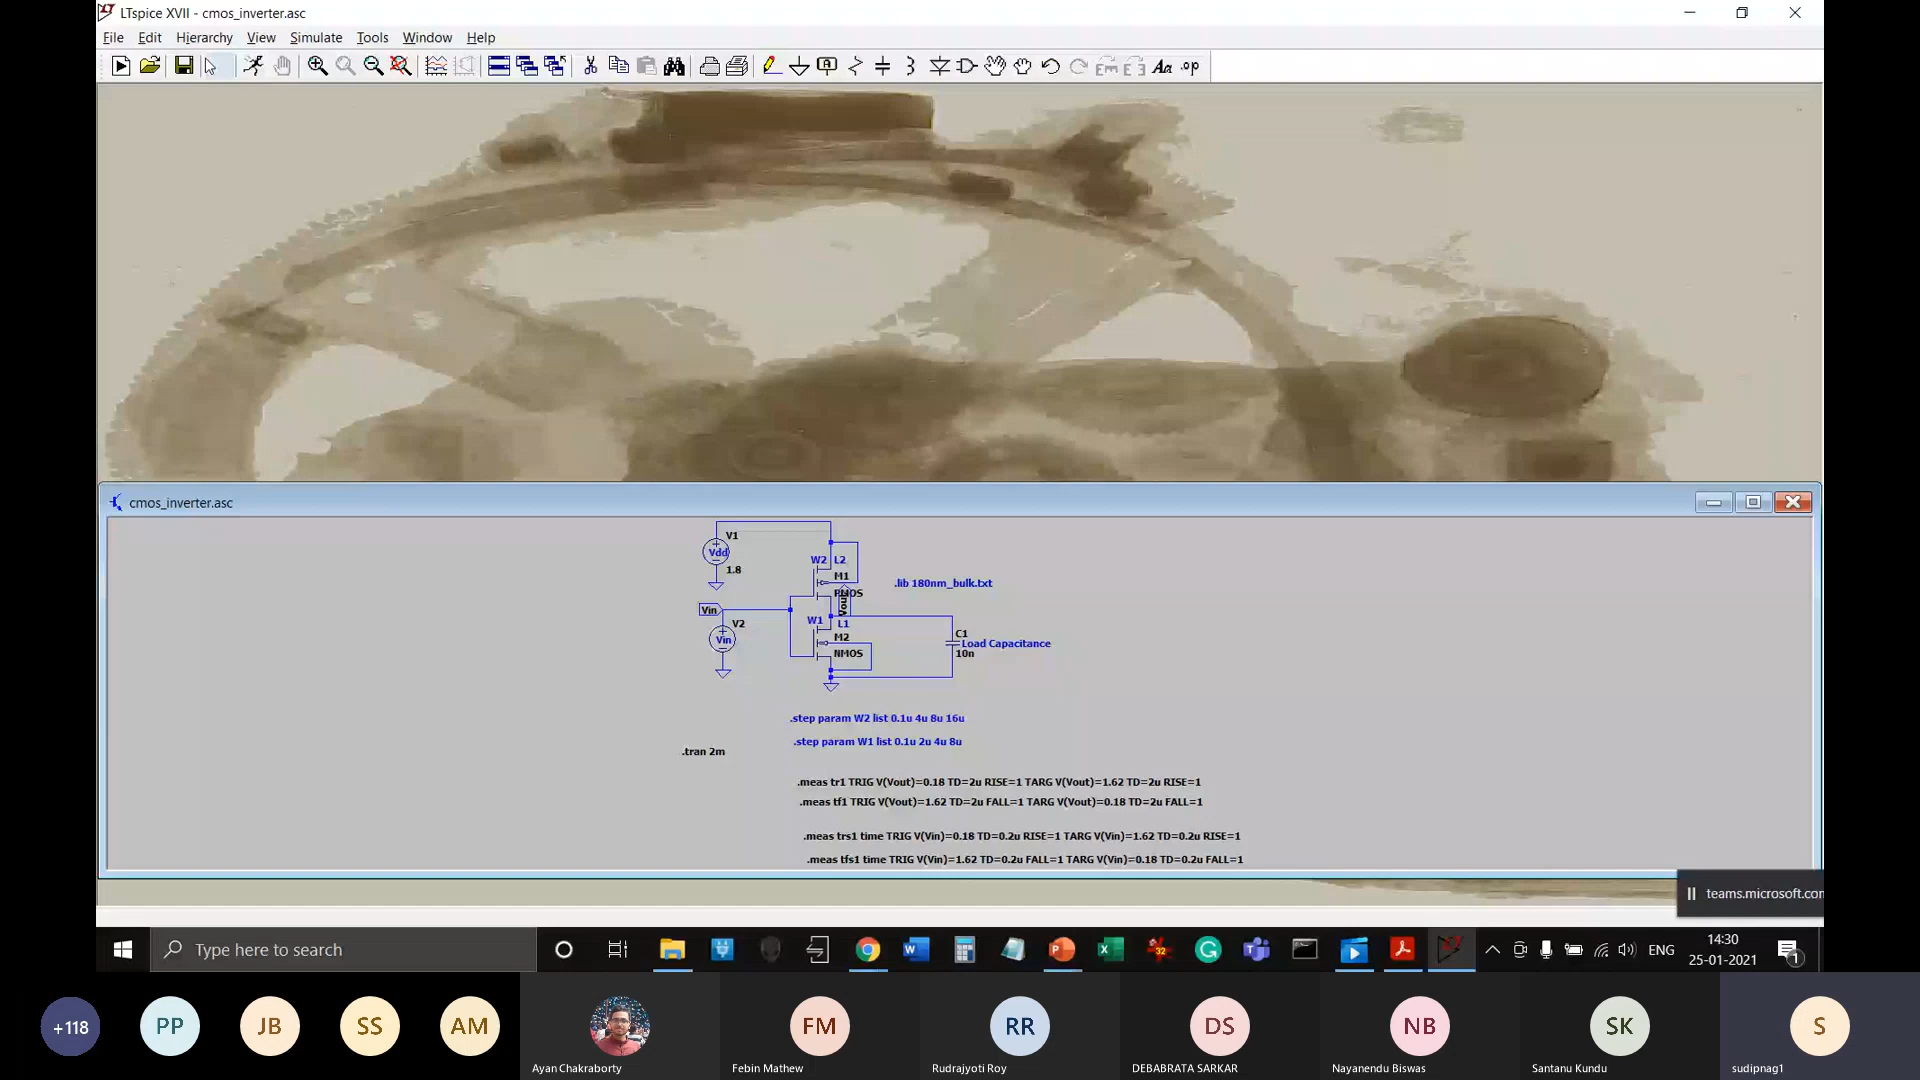 LTspice XVII - cmos_inverter.asc
File Edit Hierarchy View Simulate Tools Window Help
Aa .op
cmos_inverter.asc
V1
Vdd
1.8
W2 L2
M1
PMOS
.lib 180nm_bulk.txt
Vout
Vin
V2
Vin
W1 L1
M2
NMOS
C1
Load Capacitance
10n
.step param W2 list 0.1u 4u 8u 16u
.step param W1 list 0.1u 2u 4u 8u
.tran 2m
.meas tr1 TRIG V(Vout)=0.18 TD=2u RISE=1 TARG V(Vout)=1.62 TD=2u RISE=1
.meas tf1 TRIG V(Vout)=1.62 TD=2u FALL=1 TARG V(Vout)=0.18 TD=2u FALL=1
.meas trs1 time TRIG V(Vin)=0.18 TD=0.2u RISE=1 TARG V(Vin)=1.62 TD=0.2u RISE=1
.meas tfs1 time TRIG V(Vin)=1.62 TD=0.2u FALL=1 TARG V(Vin)=0.18 TD=0.2u FALL=1
teams.microsoft.com
Type here to search
32
ENG
14:30
25-01-2021
1
+118
PP
JB
SS
AM
Ayan Chakraborty
FM
Febin Mathew
RR
Rudrajyoti Roy
DS
DEBABRATA SARKAR
NB
Nayanendu Biswas
SK
Santanu Kundu
S
sudipnag1